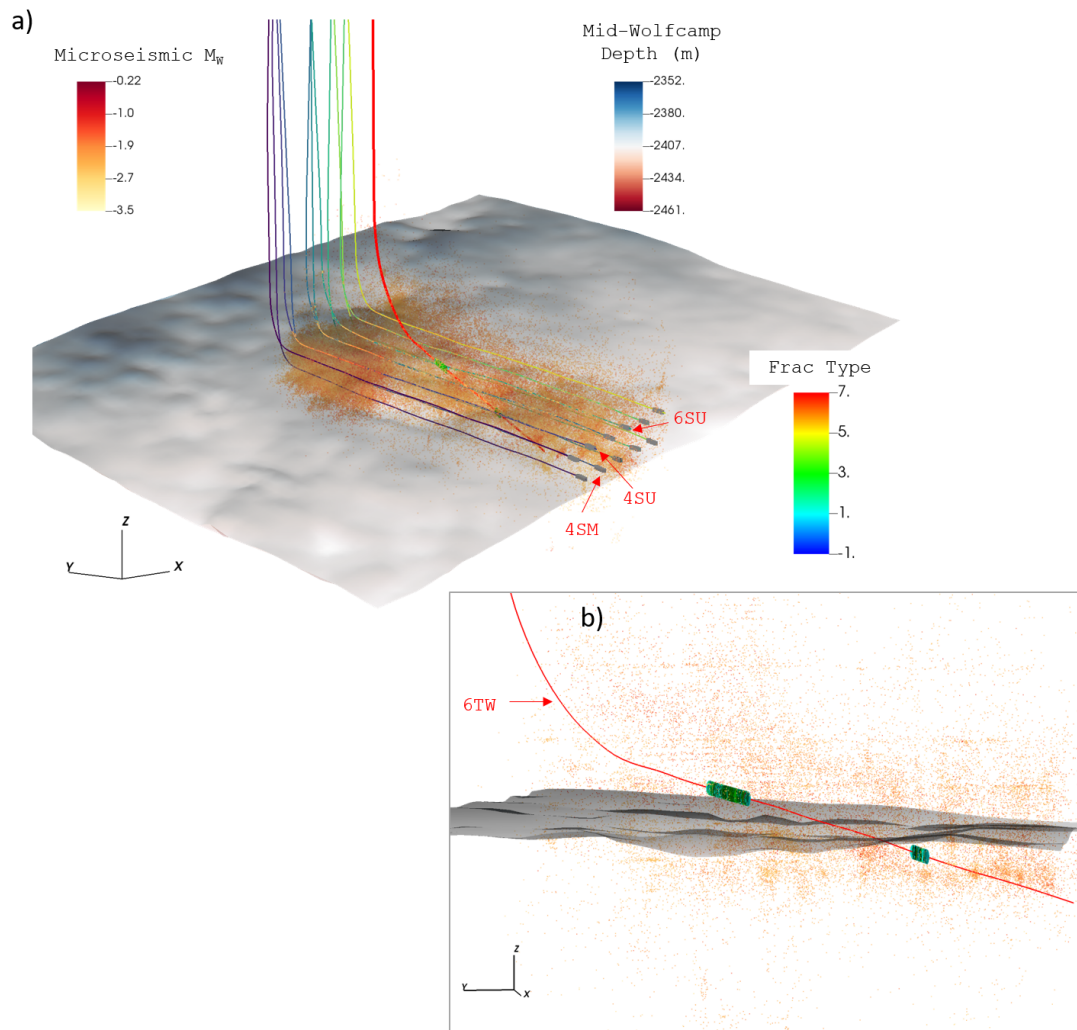 a)
Microseismic Mw
-0.22
-1.0
-1.9
-2.7
-3.5
Mid-Wolfcamp
Depth (m)
-2352.
-2380.
-2407.
-2434.
-2461.
6SU
4SU
4SM
Frac Type
7.
5.
3.
1.
-1.
Z
Y
X
b)
6TW
Z
Y
X